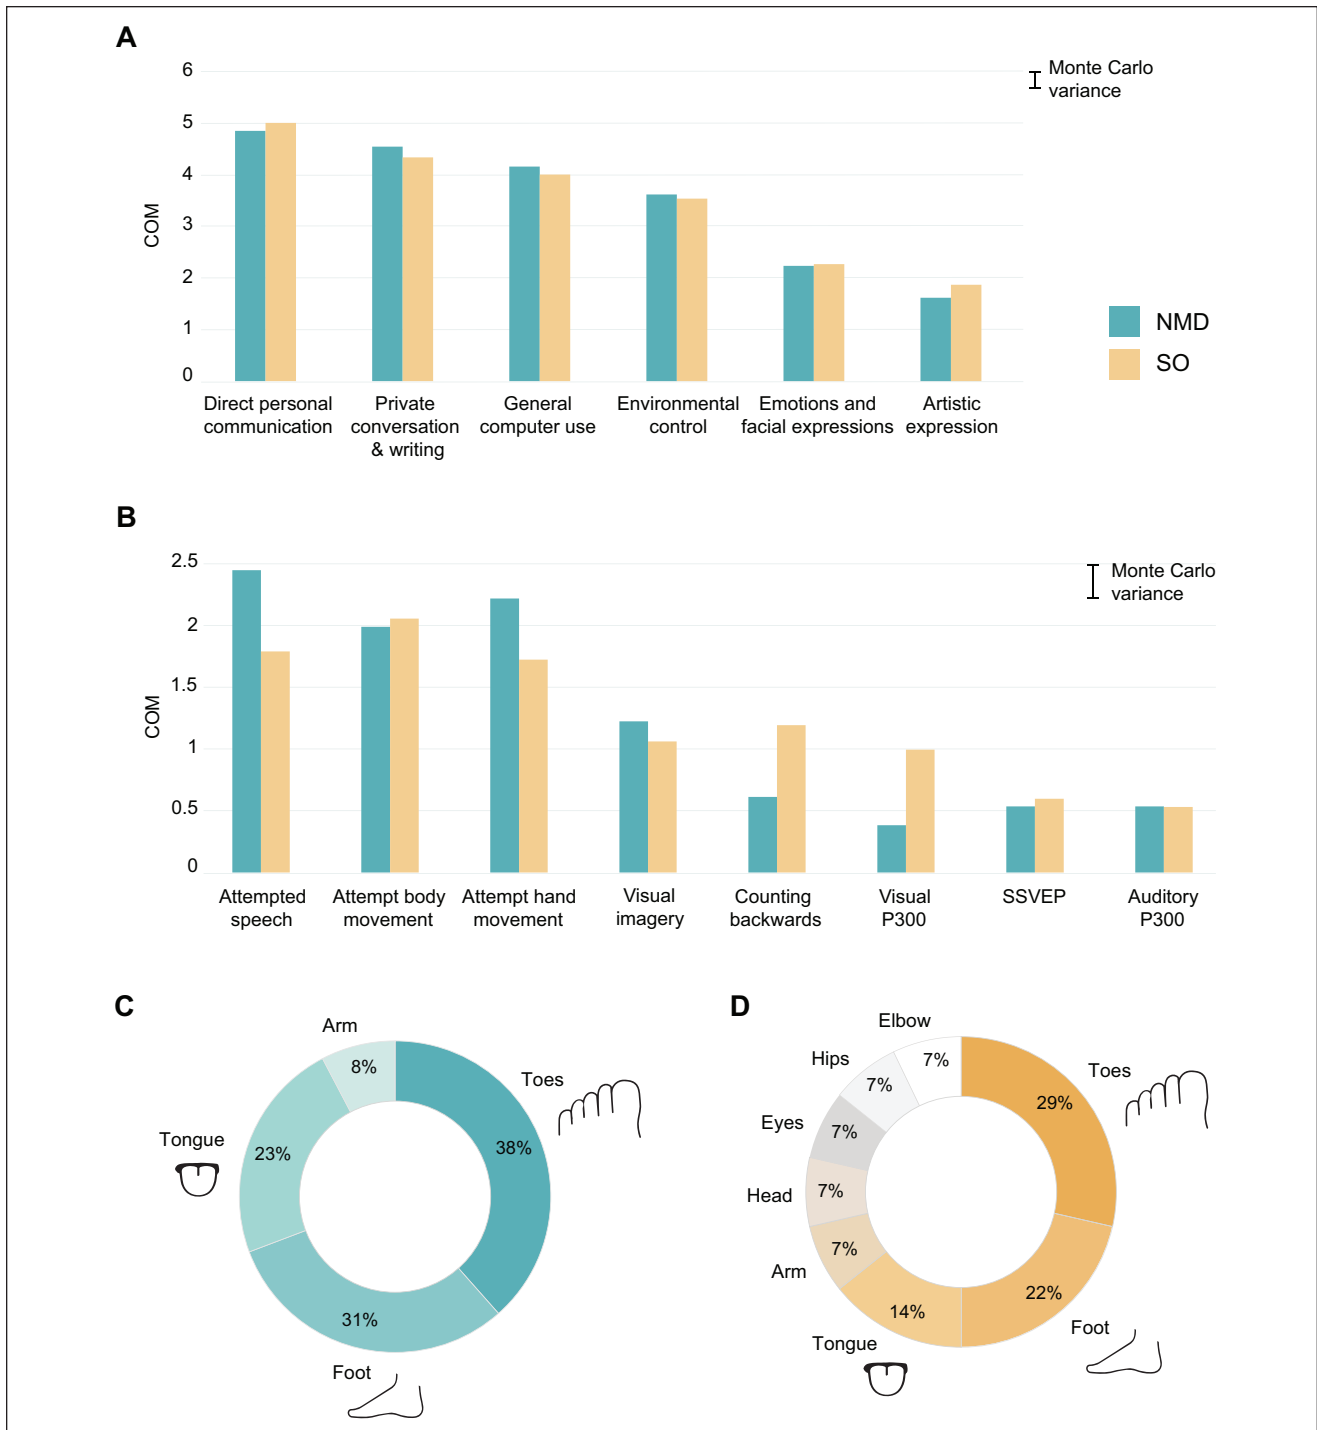 A
6
5
4
3
2
1
0
COM
Monte Carlo
variance
Direct personal
communication
Private
conversation
& writing
General
computer use
Environmental
control
Emotions and
facial expressions
Artistic
expression
NMD
SO
B
2.5
2
1.5
1
0.5
0
COM
Monte Carlo
variance
Attempted
speech
Attempt body
movement
Attempt hand
movement
Visual
imagery
Counting
backwards
Visual
P300
SSVEP
Auditory
P300
C
Arm
8%
Toes
38%
Tongue
23%
31%
Foot
D
Elbow
7%
Hips
7%
Toes
29%
Eyes
7%
Head
7%
Arm
7%
22%
Foot
14%
Tongue